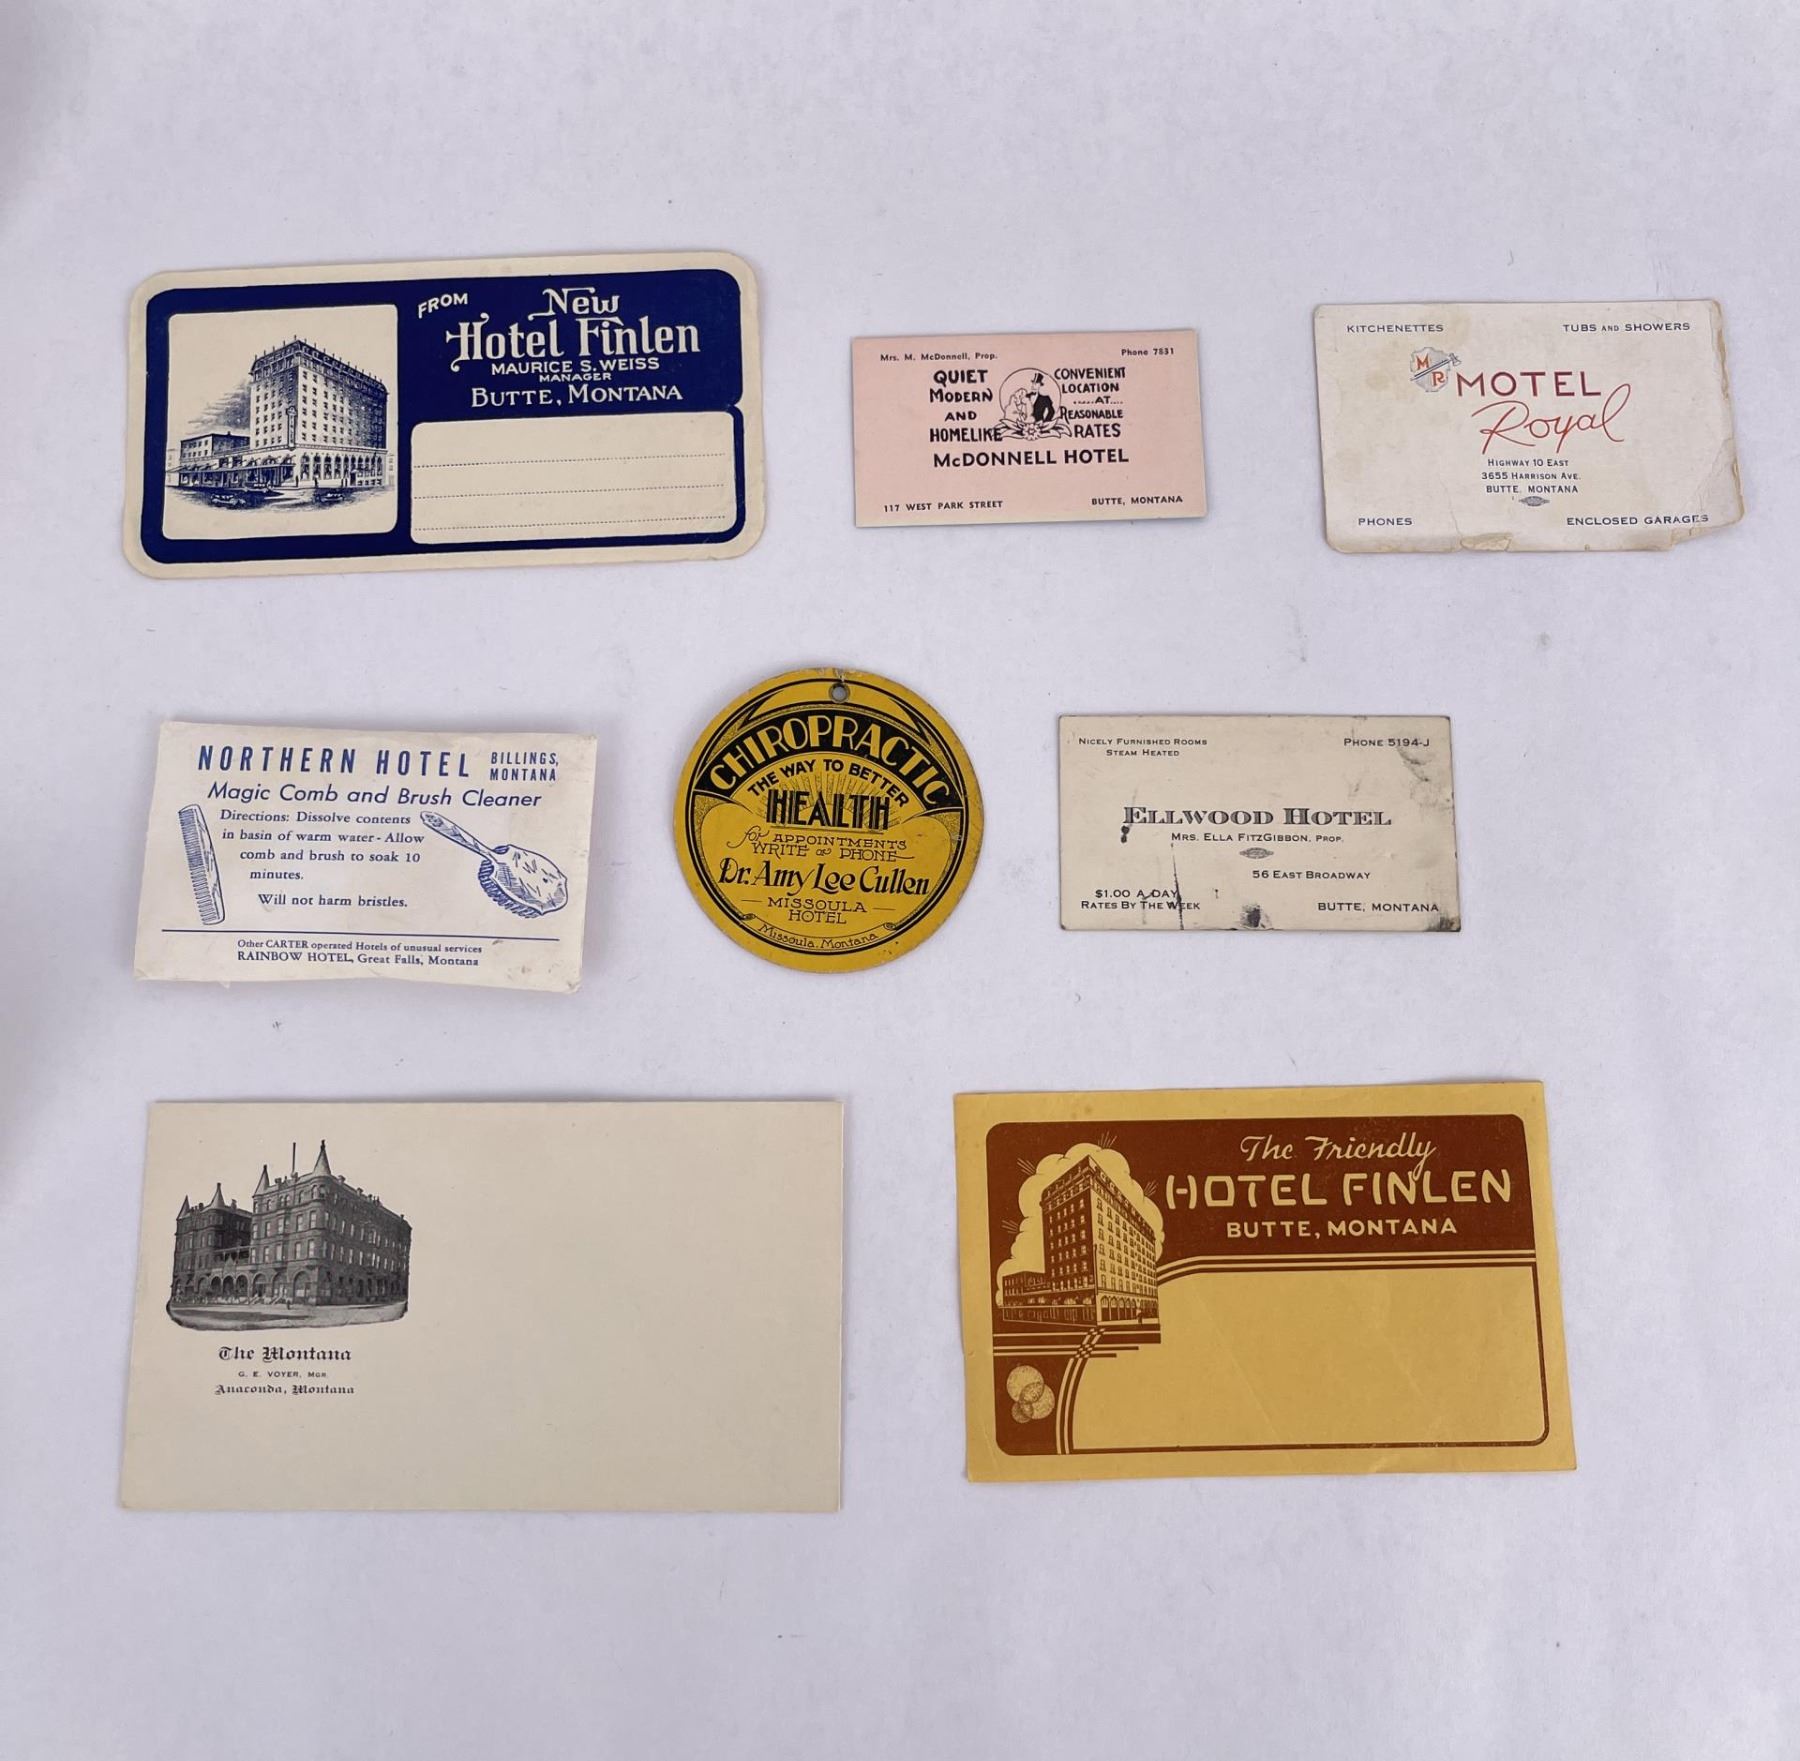 FROM
New
Hotel Finlen
MAURICE S. WEISS
MANAGER
BUTTE, MONTANA
Mrs. M. McDonnell, Prop.
Phone 7831
QUIET
MODERN
AND
HOMELIKE
CONVENIENT
LOCATION
.....AT....
REASONABLE
RATES
McDONNELL HOTEL
117 WEST PARK STREET
BUTTE, MONTANA
KITCHENETTES
TUBS AND SHOWERS
M
R
MOTEL
Royal
HIGHWAY 10 EAST
3655 HARRISON AVE.
BUTTE, MONTANA
PHONES
ENCLOSED GARAGES
NORTHERN HOTEL
BILLINGS,
MONTANA
Magic Comb and Brush Cleaner
Directions: Dissolve contents
in basin of warm water - Allow
comb and brush to soak 10
minutes.
Will not harm bristles.
Other CARTER operated Hotels of unusual services
RAINBOW HOTEL, Great Falls, Montana
CHIROPRACTIC
THE WAY TO BETTER
HEALTH
for APPOINTMENTS
WRITE or PHONE
Dr. Amy Lee Cullen
MISSOULA
HOTEL
Missoula, Montana
NICELY FURNISHED ROOMS
STEAM HEATED
PHONE 5194-J
ELLWOOD HOTEL
MRS. ELLA FITZGIBBON, PROP.
56 EAST BROADWAY
$1.00 A DAY
RATES BY THE WEEK
BUTTE, MONTANA
The Montana
G. E. VOYER, MGR.
Anaconda, Montana
The Friendly
HOTEL FINLEN
BUTTE, MONTANA